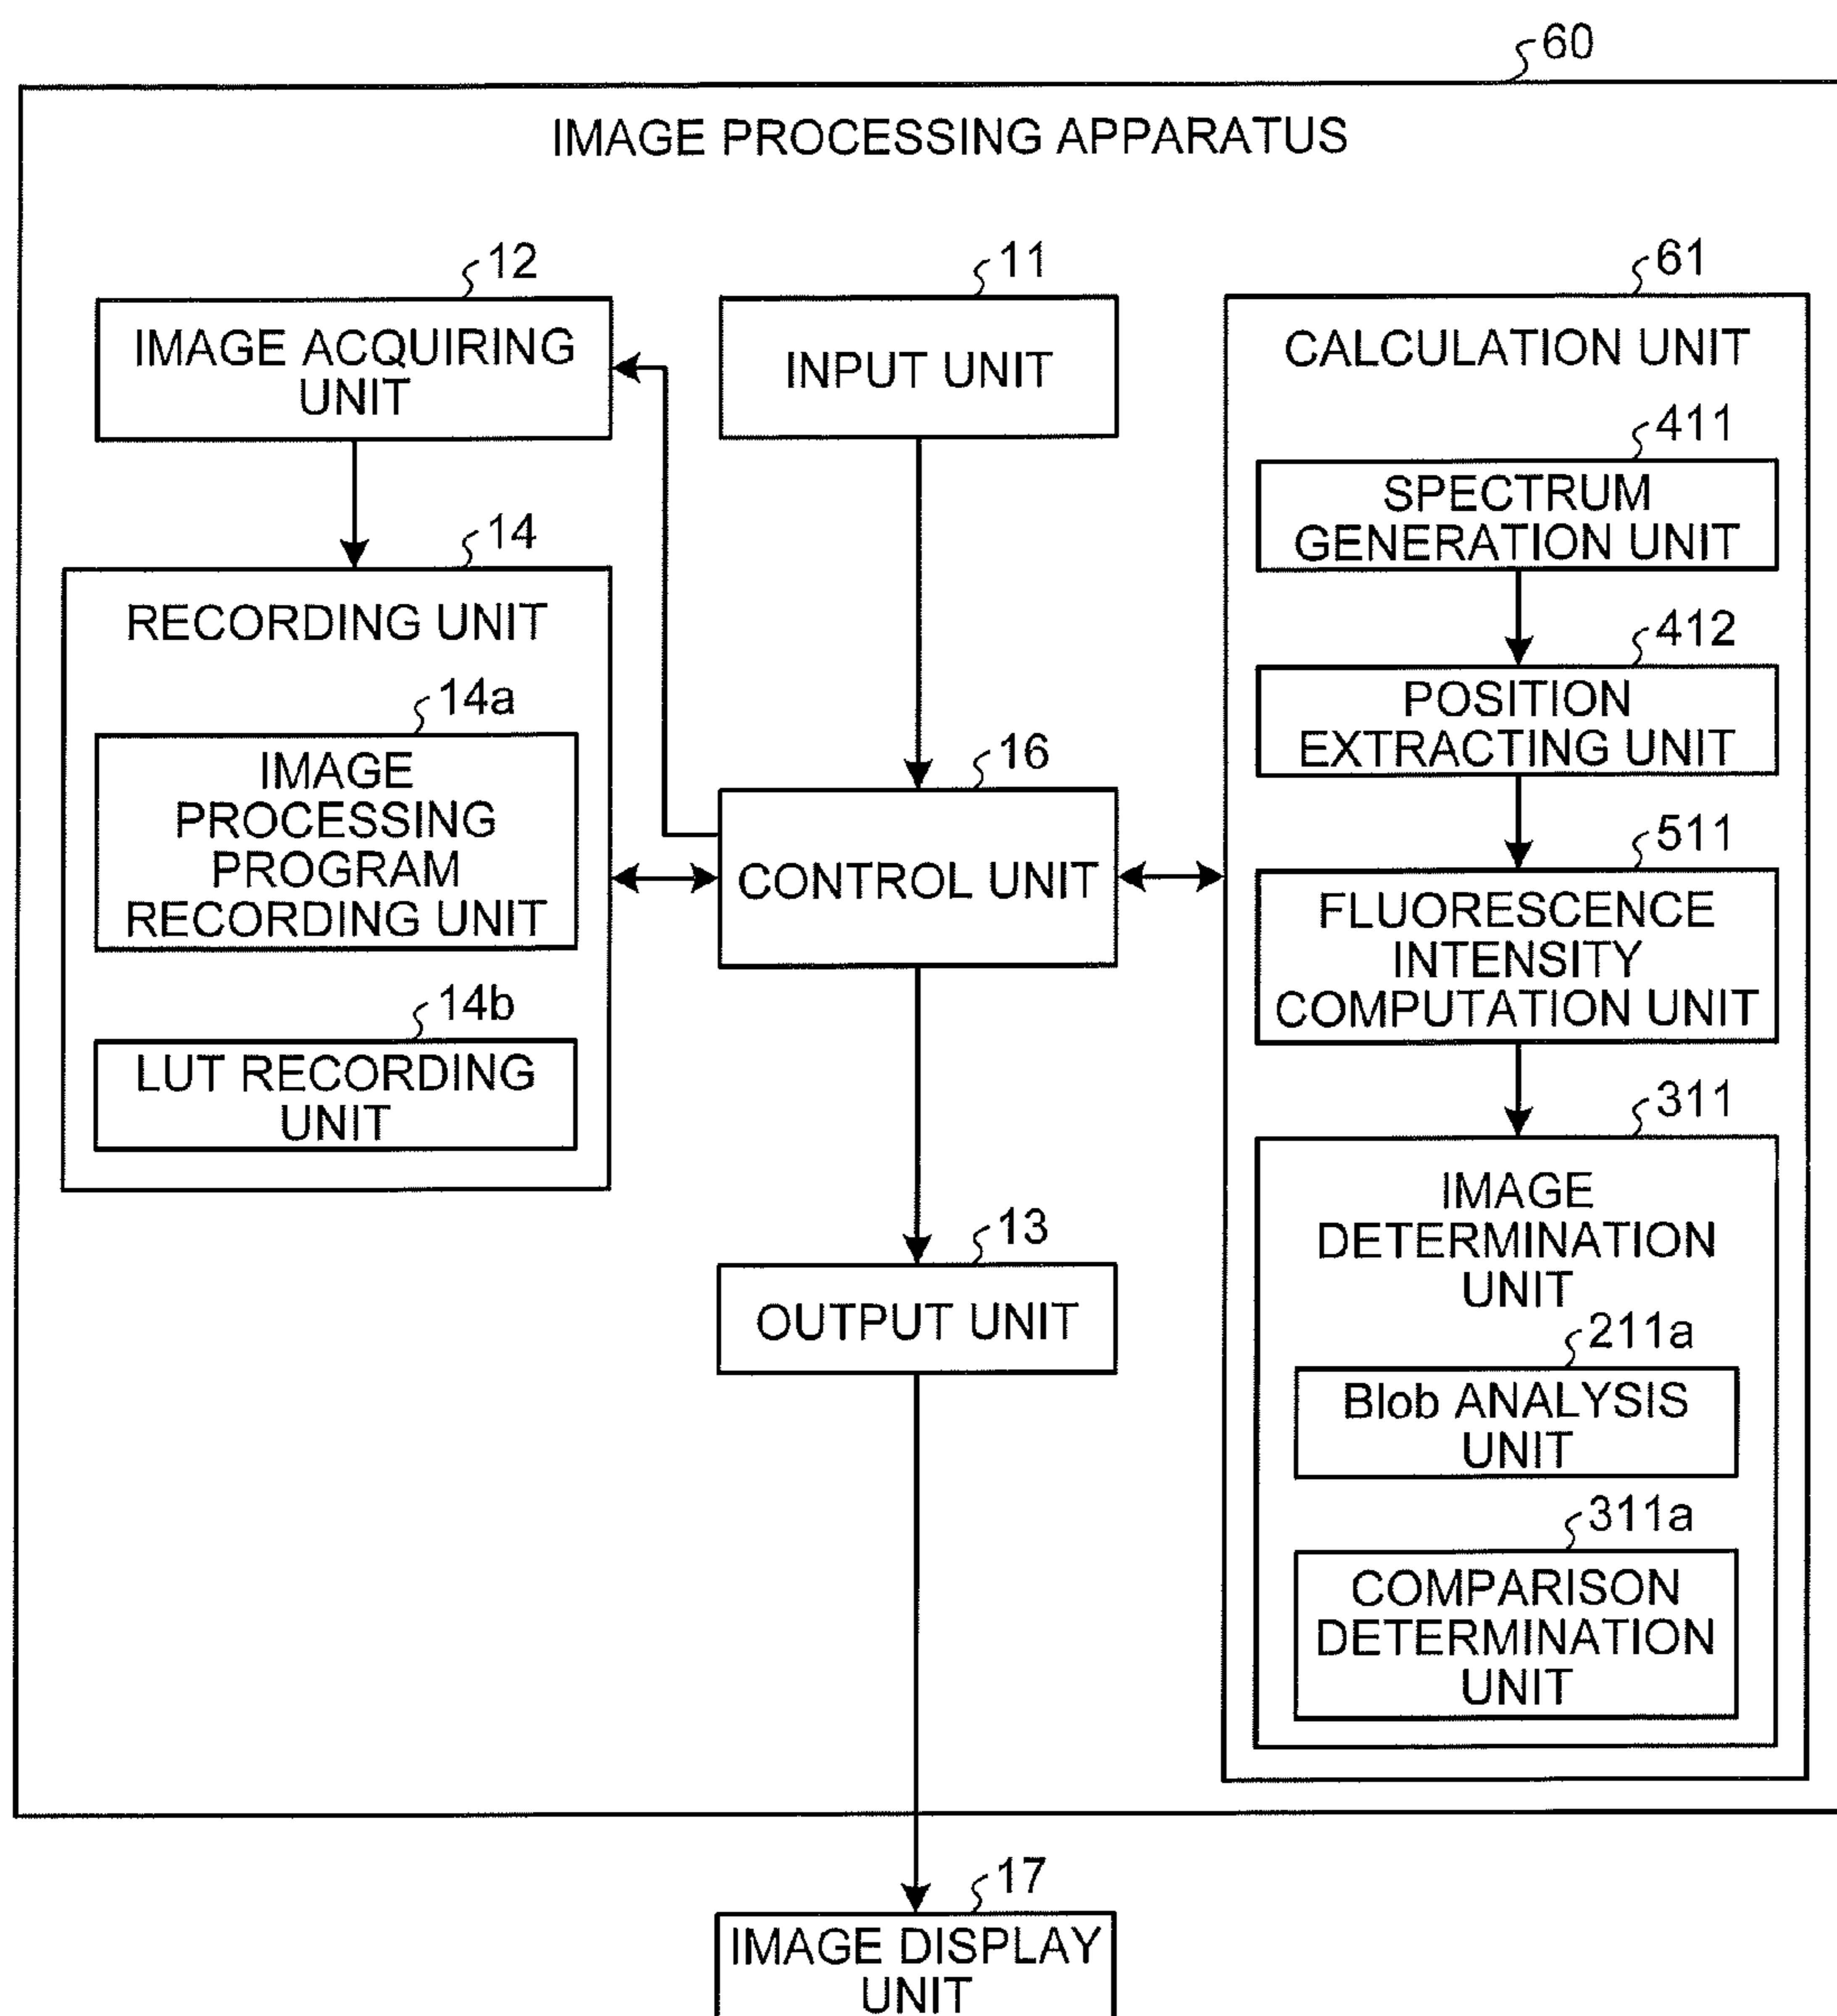 60
IMAGE PROCESSING APPARATUS
12
IMAGE ACQUIRING
UNIT
11
INPUT UNIT
14
RECORDING UNIT
14a
IMAGE
PROCESSING
PROGRAM
RECORDING UNIT
14b
LUT RECORDING
UNIT
16
CONTROL UNIT
13
OUTPUT UNIT
61
CALCULATION UNIT
411
SPECTRUM
GENERATION UNIT
412
POSITION
EXTRACTING UNIT
511
FLUORESCENCE
INTENSITY
COMPUTATION UNIT
311
IMAGE
DETERMINATION
UNIT
211a
Blob ANALYSIS
UNIT
311a
COMPARISON
DETERMINATION
UNIT
17
IMAGE DISPLAY
UNIT